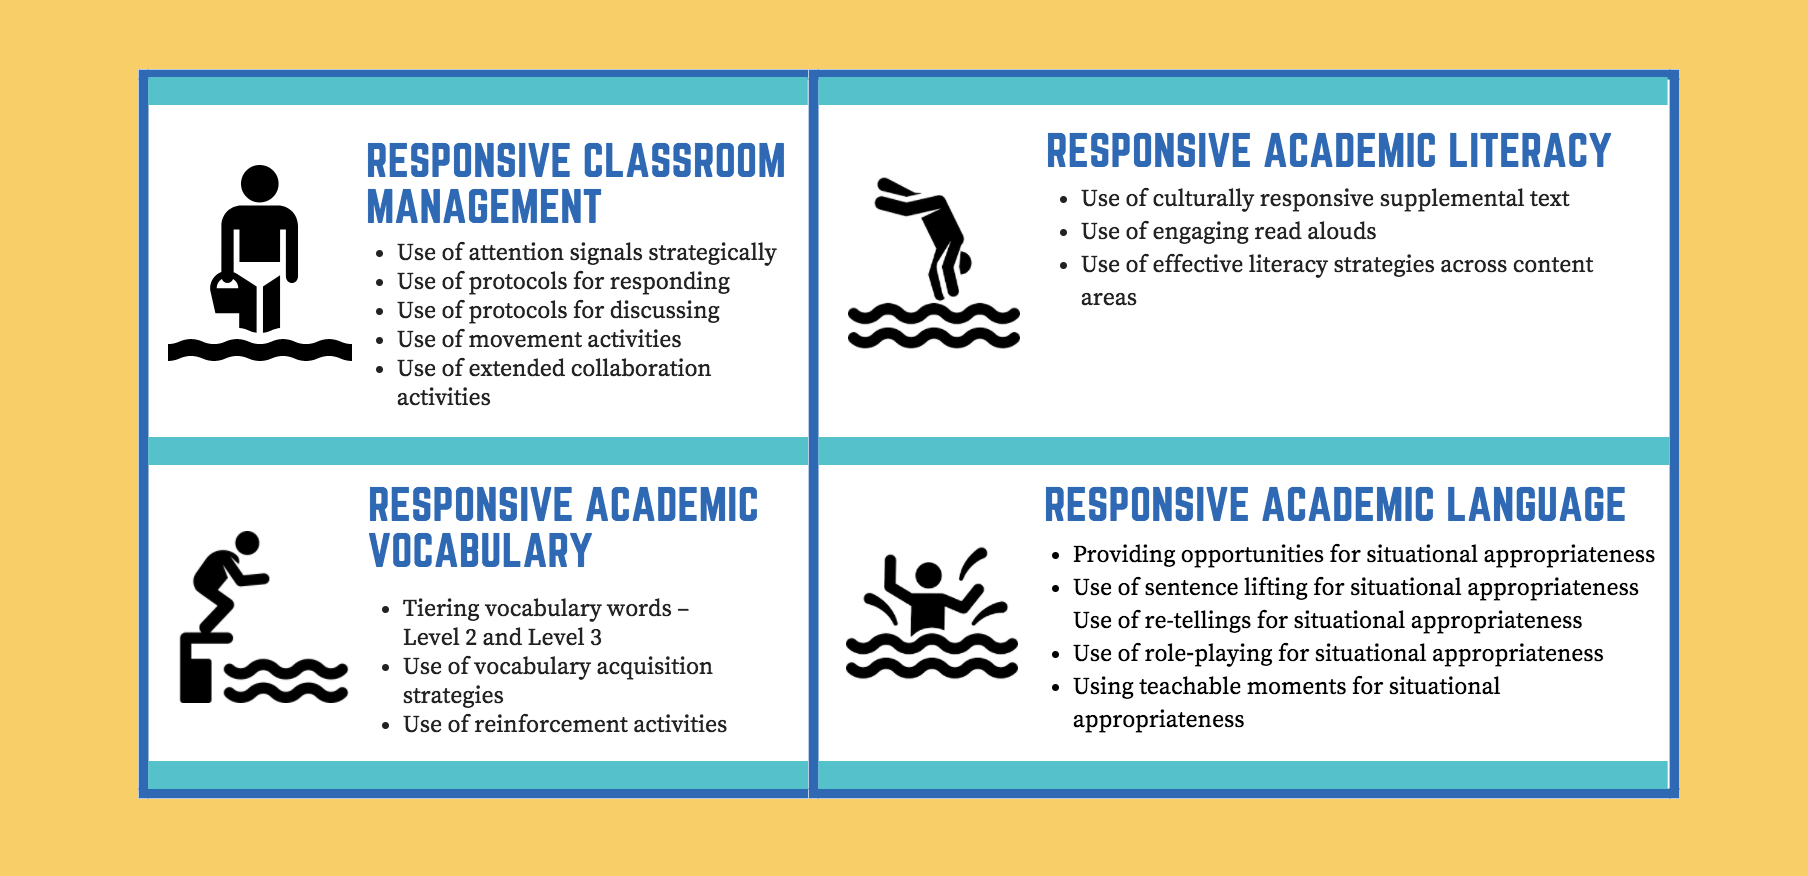 RESPONSIVE CLASSROOM
MANAGEMENT
• Use of attention signals strategically
• Use of protocols for responding
• Use of protocols for discussing
• Use of movement activities
• Use of extended collaboration
activities
RESPONSIVE ACADEMIC LITERACY
• Use of culturally responsive supplemental text
• Use of engaging read alouds
• Use of effective literacy strategies across content
areas
RESPONSIVE ACADEMIC
VOCABULARY
• Tiering vocabulary words –
Level 2 and Level 3
• Use of vocabulary acquisition
strategies
• Use of reinforcement activities
RESPONSIVE ACADEMIC LANGUAGE
• Providing opportunities for situational appropriateness
• Use of sentence lifting for situational appropriateness
Use of re-tellings for situational appropriateness
• Use of role-playing for situational appropriateness
• Using teachable moments for situational
appropriateness